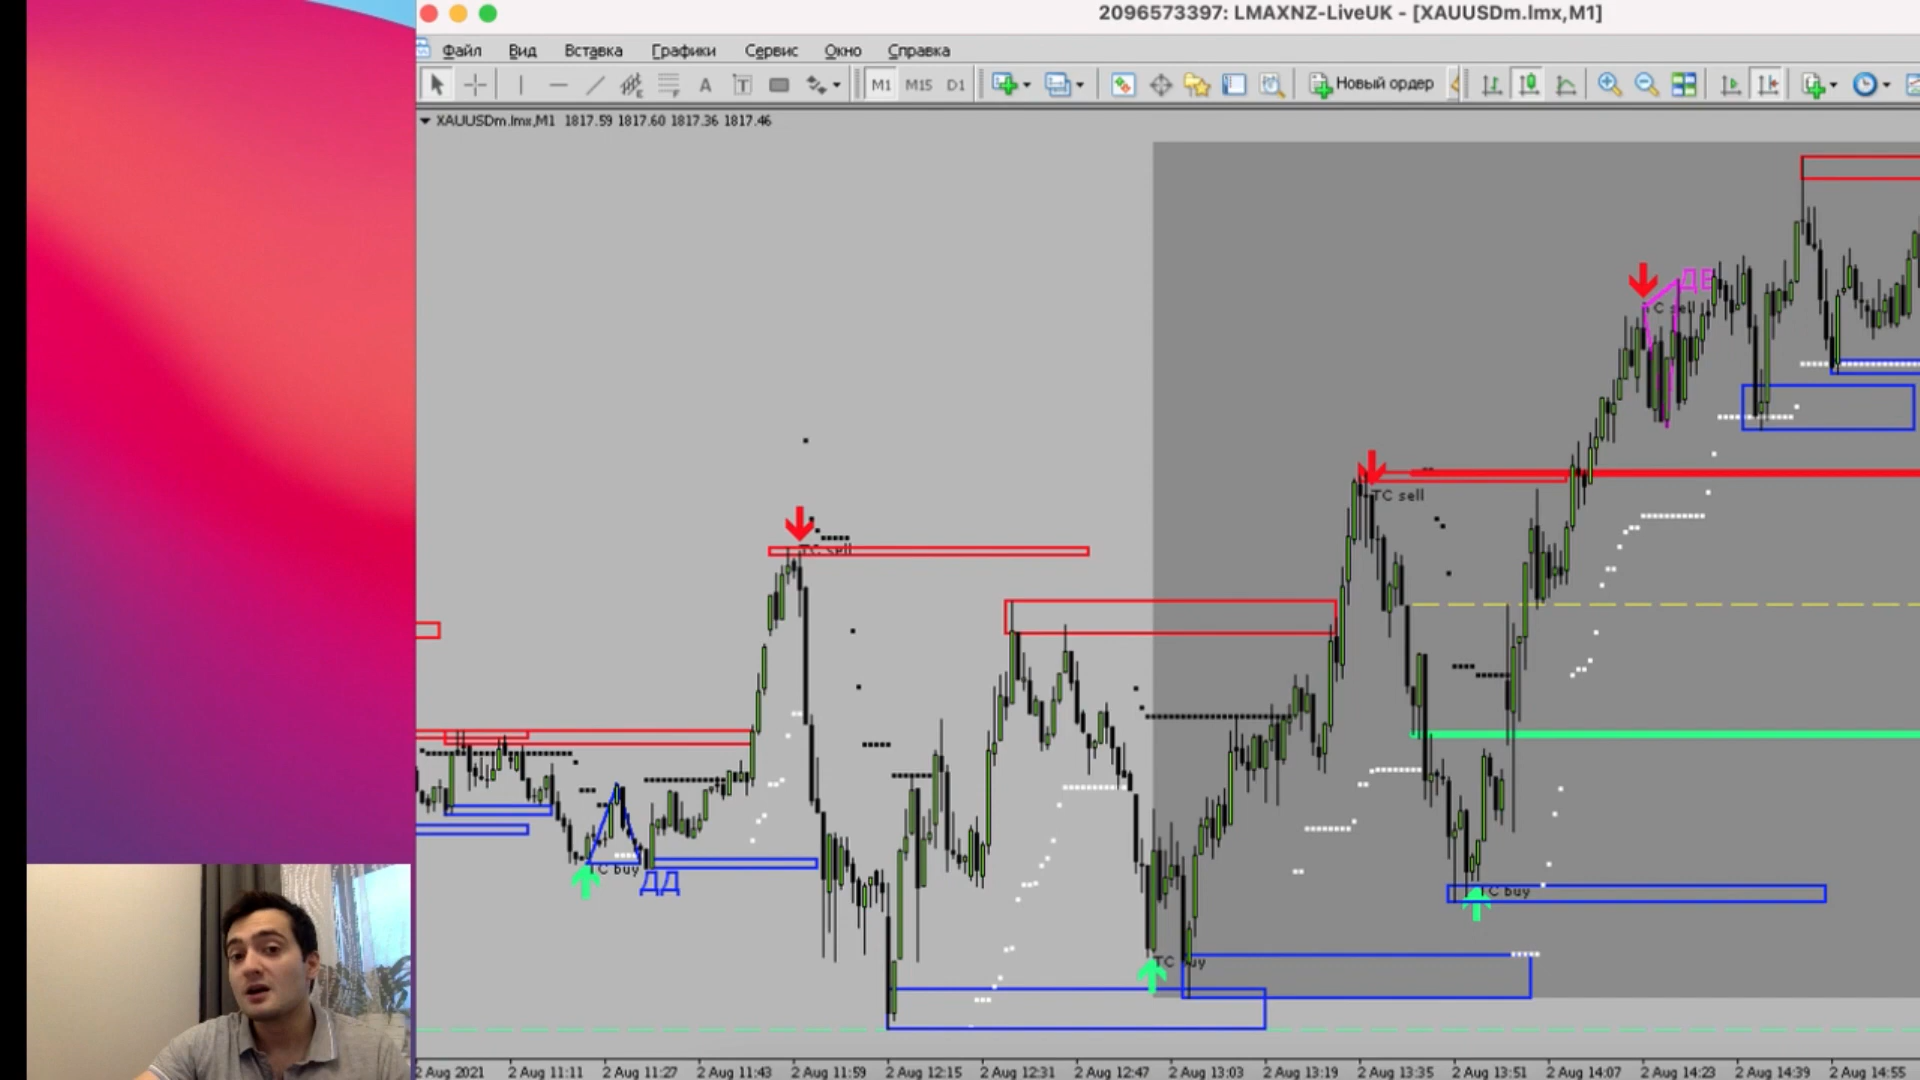 2096573397: LMAXNZ-LiveUK - [XAUUSDm.lmx,M1]
Файл Вид Вставка Графики Сервис Окно Справка
A T M1 M15 D1 Новый ордер
XAUUSDm.lmx,M1 1817.59 1817.60 1817.36 1817.46
ДВ
TC sell
TC sell
TC sell
TC buy
ДД
TC buy
TC buy
2 Aug 2021 2 Aug 11:11 2 Aug 11:27 2 Aug 11:43 2 Aug 11:59 2 Aug 12:15 2 Aug 12:31 2 Aug 12:47 2 Aug 13:03 2 Aug 13:19 2 Aug 13:35 2 Aug 13:51 2 Aug 14:07 2 Aug 14:23 2 Aug 14:39 2 Aug 14:55